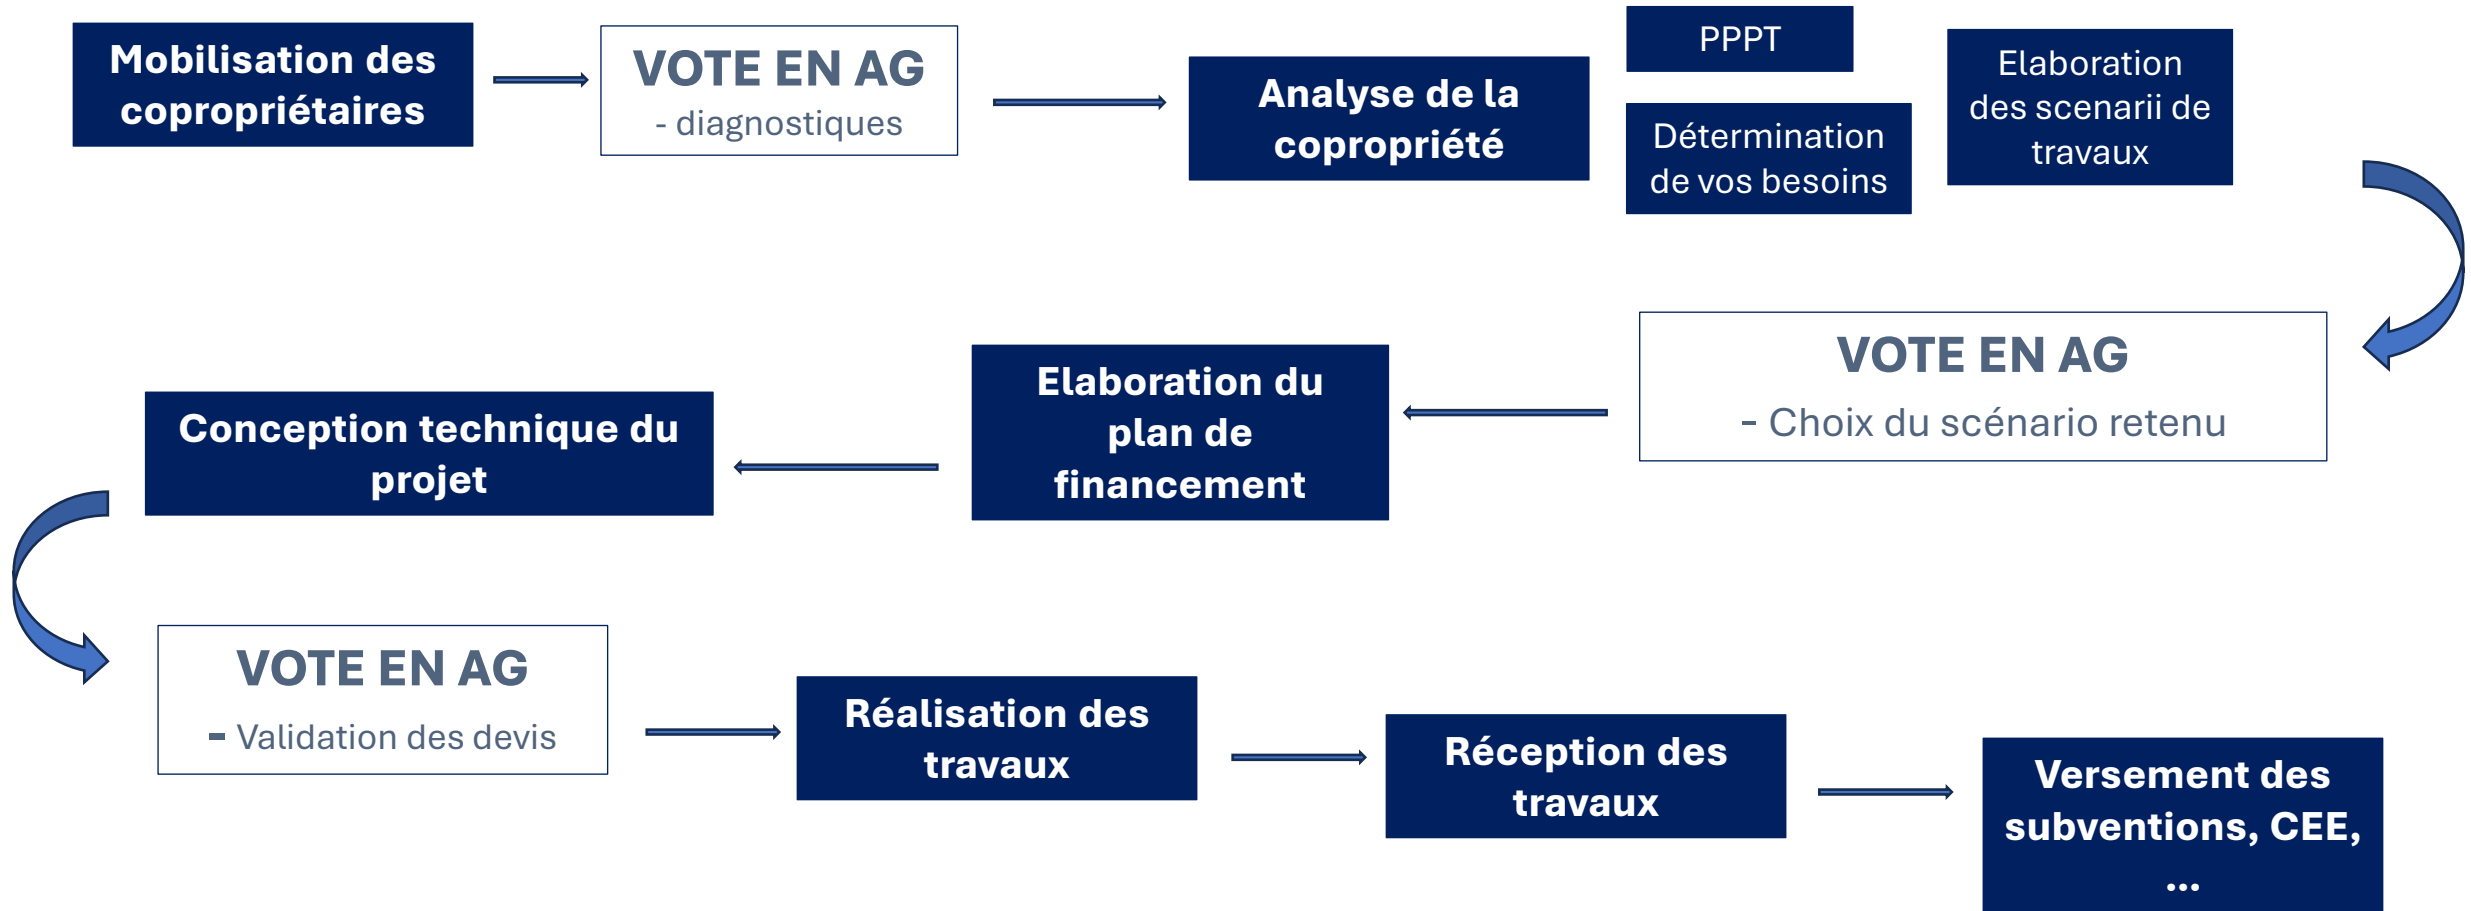 Mobilisation des
copropriétaires
VOTE EN AG
- diagnostiques
Analyse de la
copropriété
PPPT
Détermination
de vos besoins
Elaboration
des scenarii de
travaux
VOTE EN AG
- Choix du scénario retenu
Elaboration du
plan de
financement
Conception technique du
projet
VOTE EN AG
- Validation des devis
Réalisation des
travaux
Réception des
travaux
Versement des
subventions, CEE,
...